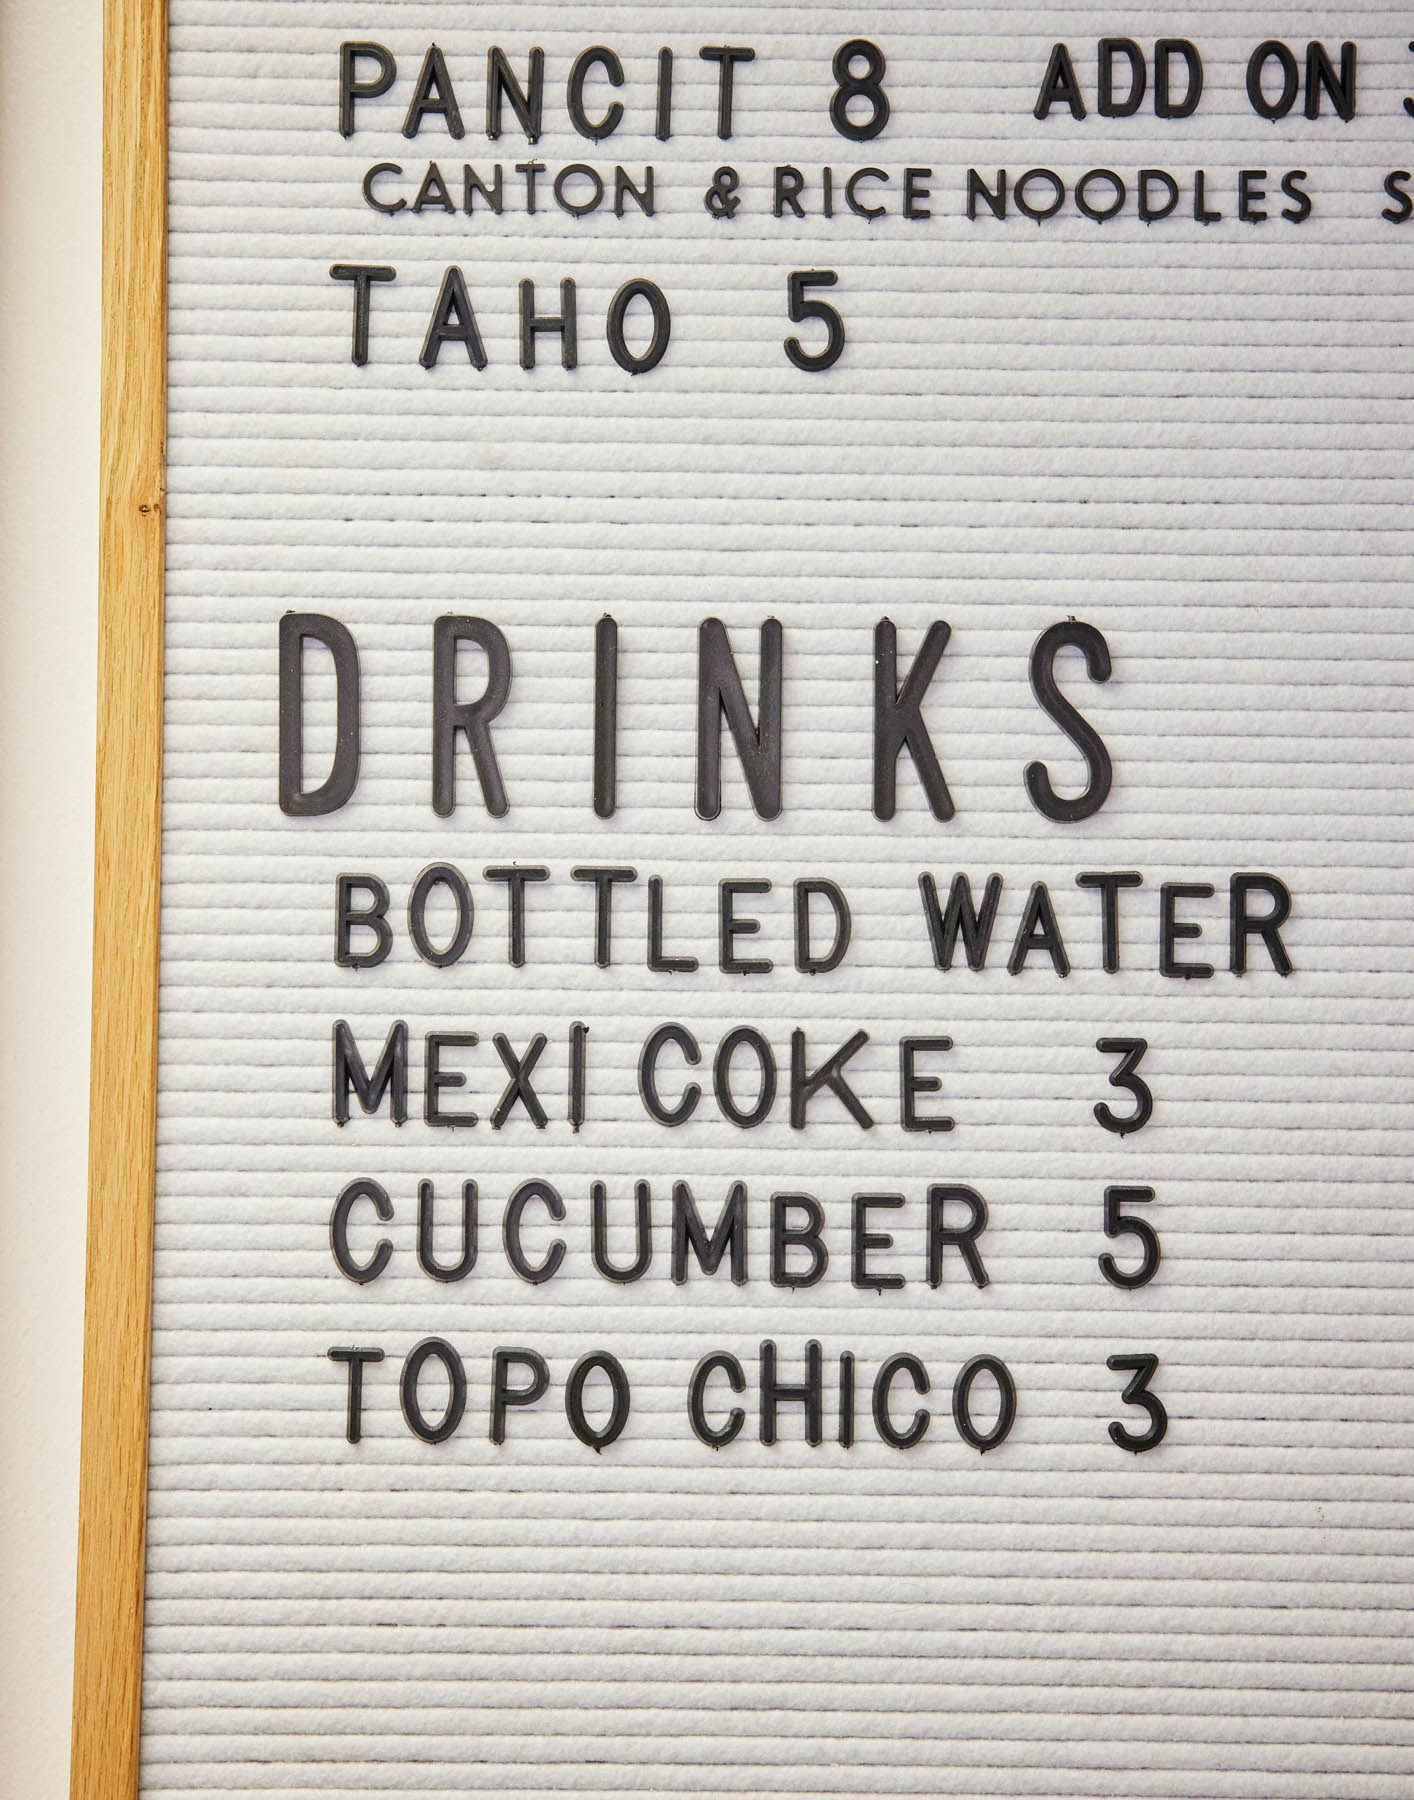 PANCIT 8 ADD ON
CANTON & RICE NOODLES
TAHO 5
DRINKS
BOTTLED WATER
MEXI COKE 3
CUCUMBER 5
TOPO CHICO 3